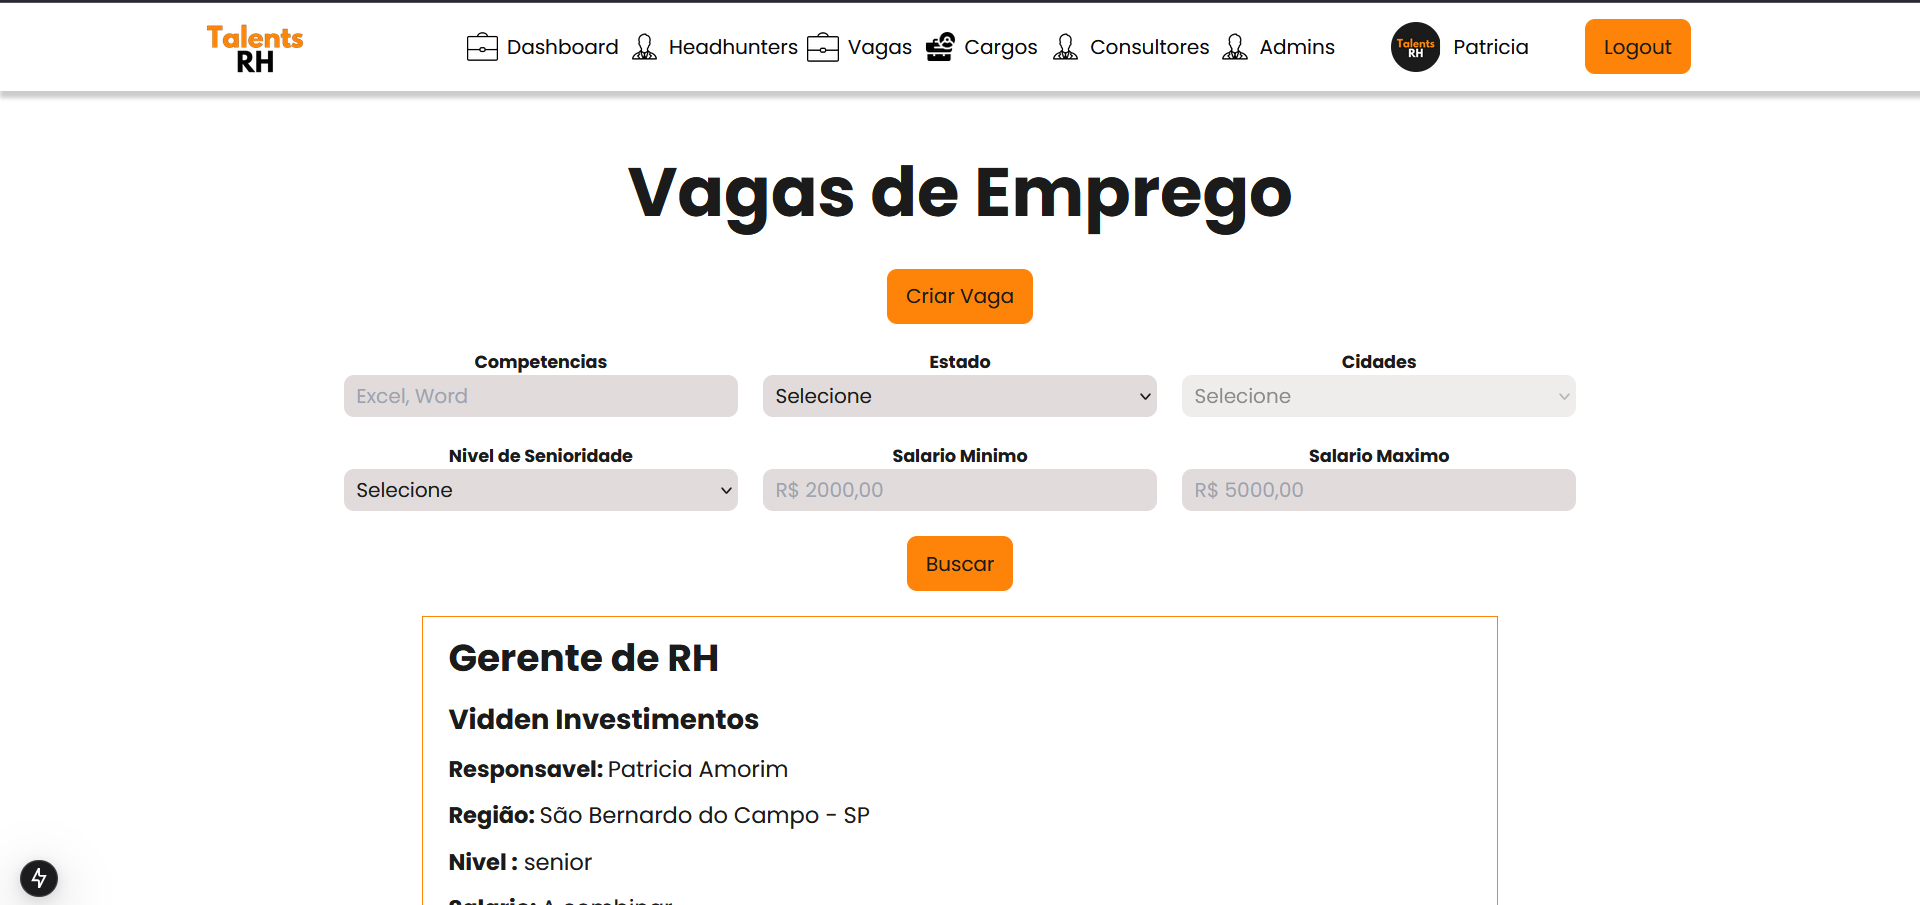 Talents
RH
Dashboard
Headhunters
Vagas
Cargos
Consultores
Admins
Talents
RH
Patricia
Logout
Vagas de Emprego
Criar Vaga
Competencias
Estado
Cidades
Excel, Word
Selecione
Selecione
Nivel de Senioridade
Salario Minimo
Salario Maximo
Selecione
R$ 2000,00
R$ 5000,00
Buscar
Gerente de RH
Vidden Investimentos
Responsavel: Patricia Amorim
Região: São Bernardo do Campo - SP
Nivel : senior
Salario: A combinar